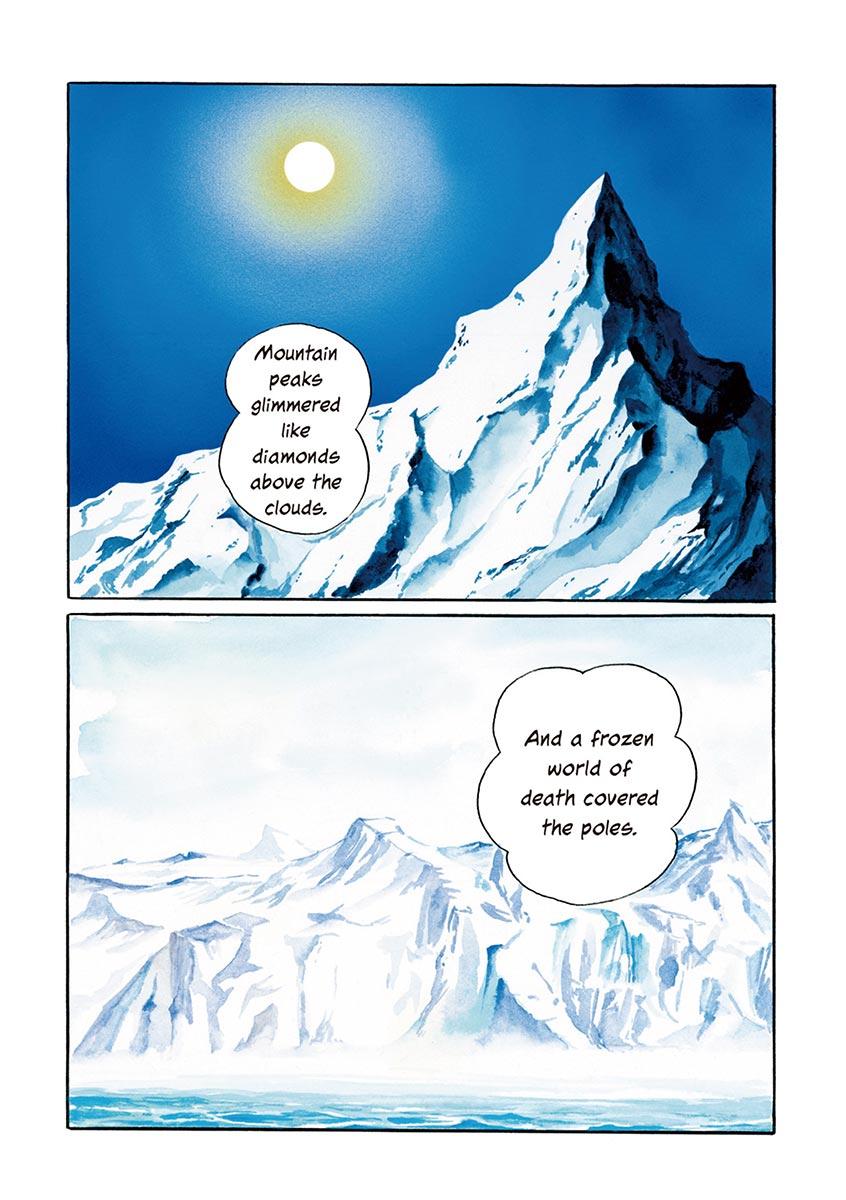 Mountain
peaks
glimmered
like
diamonds
above the
clouds.
And a frozen
world of
death covered
the poles.